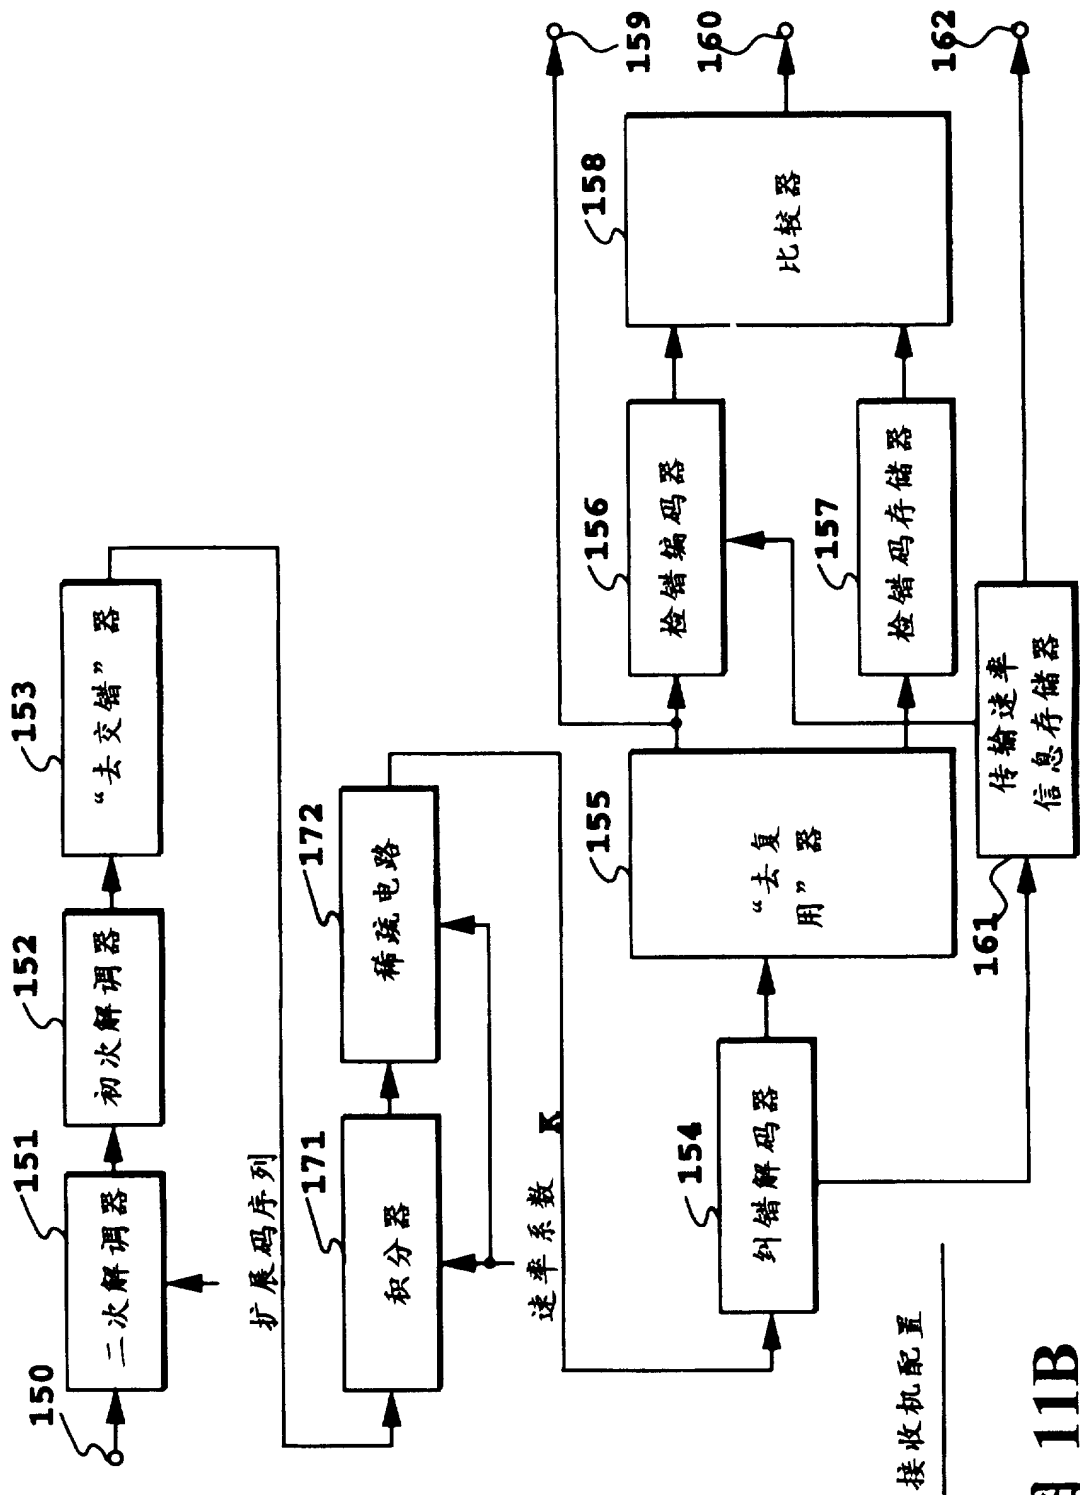 150
151
二次解调器
152
初次解调器
153
“去交错”器
扩展码序列
171
积分器
172
稀疏电路
速率系数 K
154
纠错解码器
155
“去复
用”器
156
检错编码器
157
检错码存储器
158
比较器
159
160
161
传输速率
信息存储器
162
接收机配置
图 11B